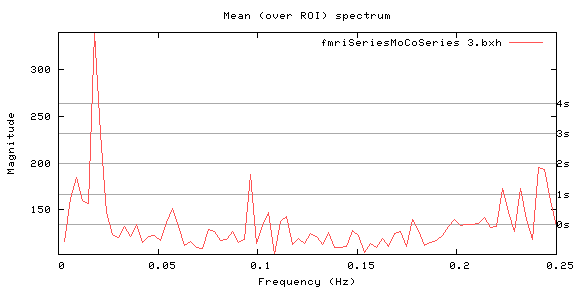 Mean (over ROI) spectrum
fmriSeriesMoCoSeries 3.bxh
Magnitude
300
250
200
150
4s
3s
2s
1s
0s
0
0.05
0.1
0.15
0.2
0.25
Frequency (Hz)